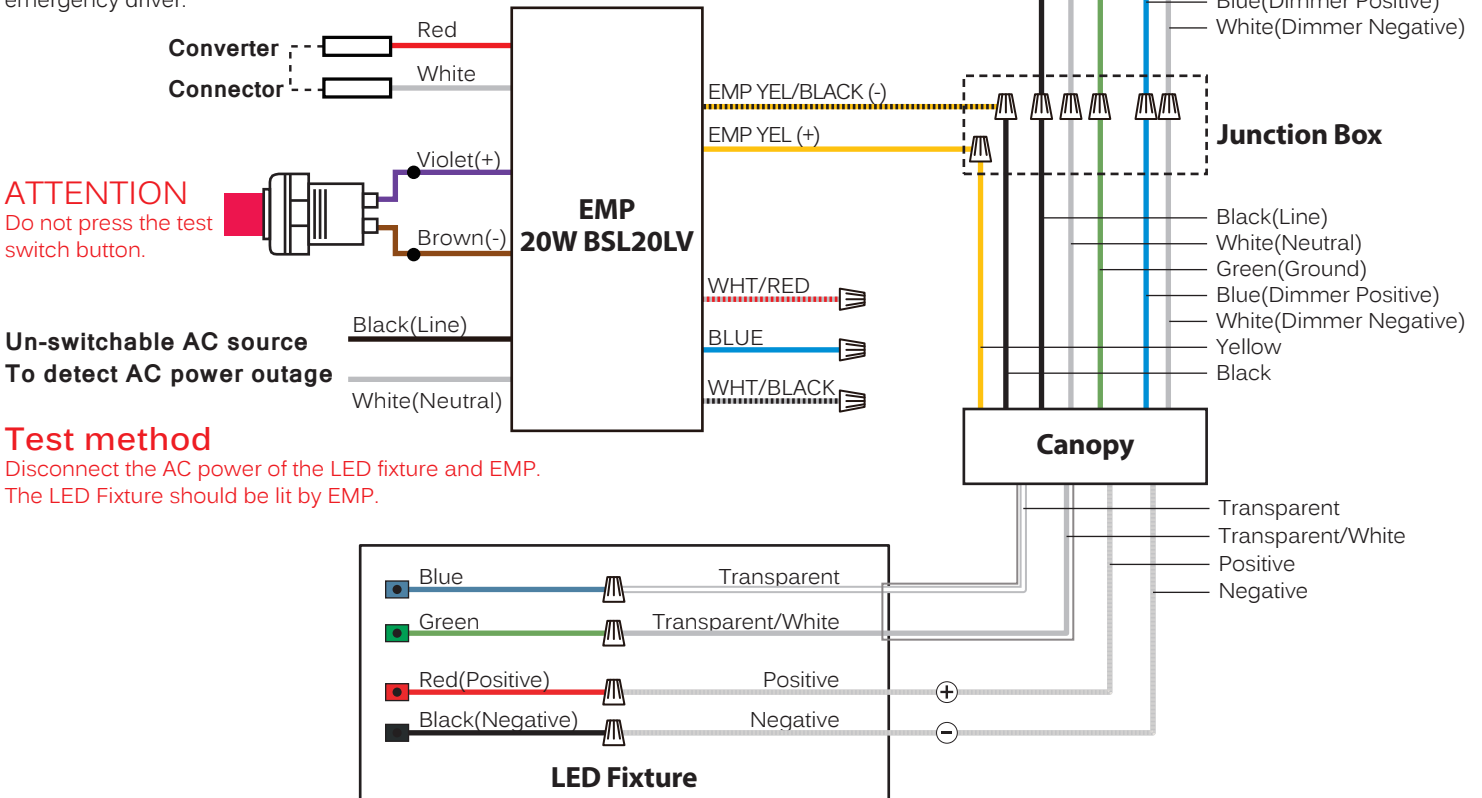 emergency driver.
Blue(Dimmer Positive)
White(Dimmer Negative)
Converter
Connector
Red
White
Violet(+)
Brown(-)
ATTENTION
Do not press the test
switch button.
Un-switchable AC source
To detect AC power outage
Black(Line)
White(Neutral)
EMP
20W BSL20LV
EMP YEL/BLACK (-)
EMP YEL (+)
WHT/RED
BLUE
WHT/BLACK
Junction Box
Black(Line)
White(Neutral)
Green(Ground)
Blue(Dimmer Positive)
White(Dimmer Negative)
Yellow
Black
Canopy
Test method
Disconnect the AC power of the LED fixture and EMP.
The LED Fixture should be lit by EMP.
Transparent
Transparent/White
Positive
Negative
Blue
Transparent
Green
Transparent/White
Red(Positive)
Positive
+
Black(Negative)
Negative
−
LED Fixture